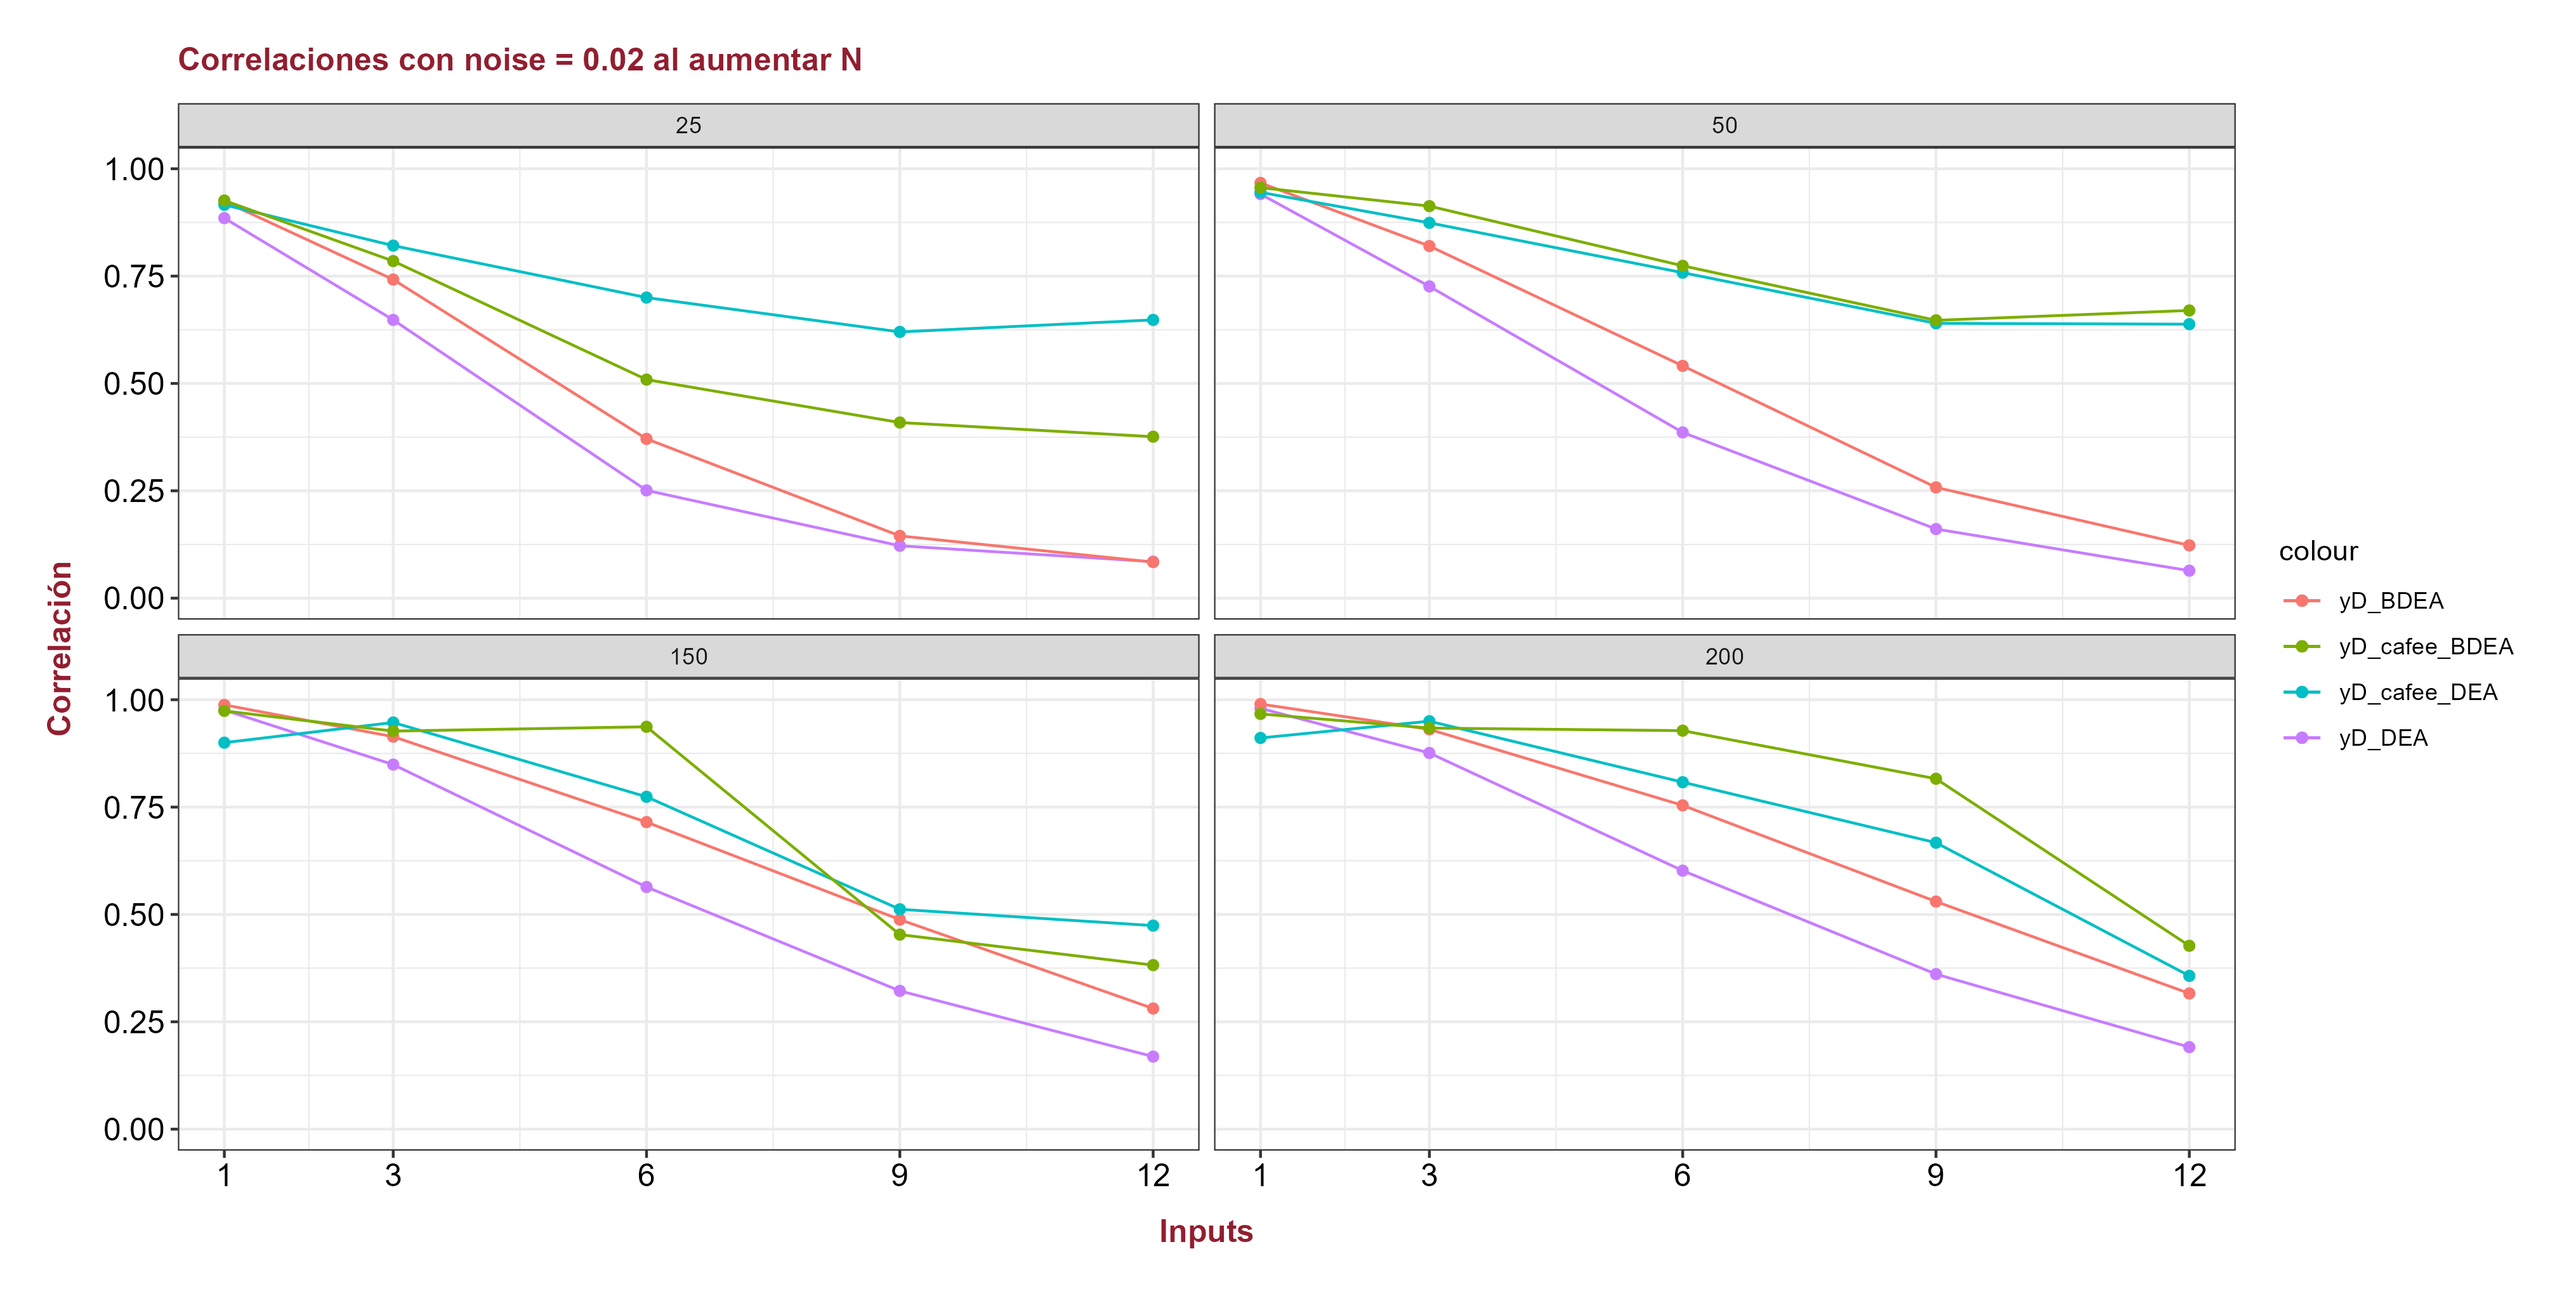 Correlaciones con noise = 0.02 al aumentar N
25
50
1.00
0.75
0.50
0.25
0.00
150
200
1.00
0.75
0.50
0.25
0.00
1 3 6 9 12
1 3 6 9 12
Correlación
Inputs
colour
yD_BDEA
yD_cafee_BDEA
yD_cafee_DEA
yD_DEA